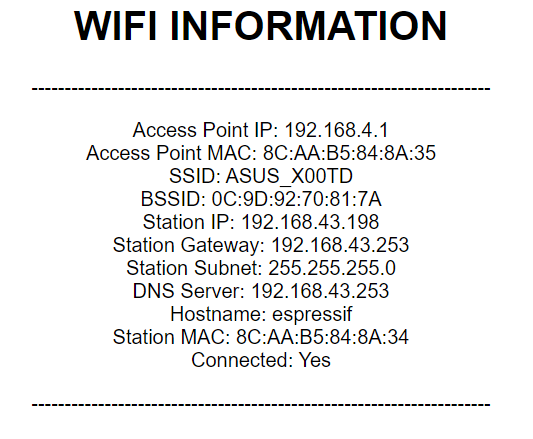 WIFI INFORMATION
----------------------------------------------------------------------
Access Point IP: 192.168.4.1
Access Point MAC: 8C:AA:B5:84:8A:35
SSID: ASUS_X00TD
BSSID: 0C:9D:92:70:81:7A
Station IP: 192.168.43.198
Station Gateway: 192.168.43.253
Station Subnet: 255.255.255.0
DNS Server: 192.168.43.253
Hostname: espressif
Station MAC: 8C:AA:B5:84:8A:34
Connected: Yes
----------------------------------------------------------------------